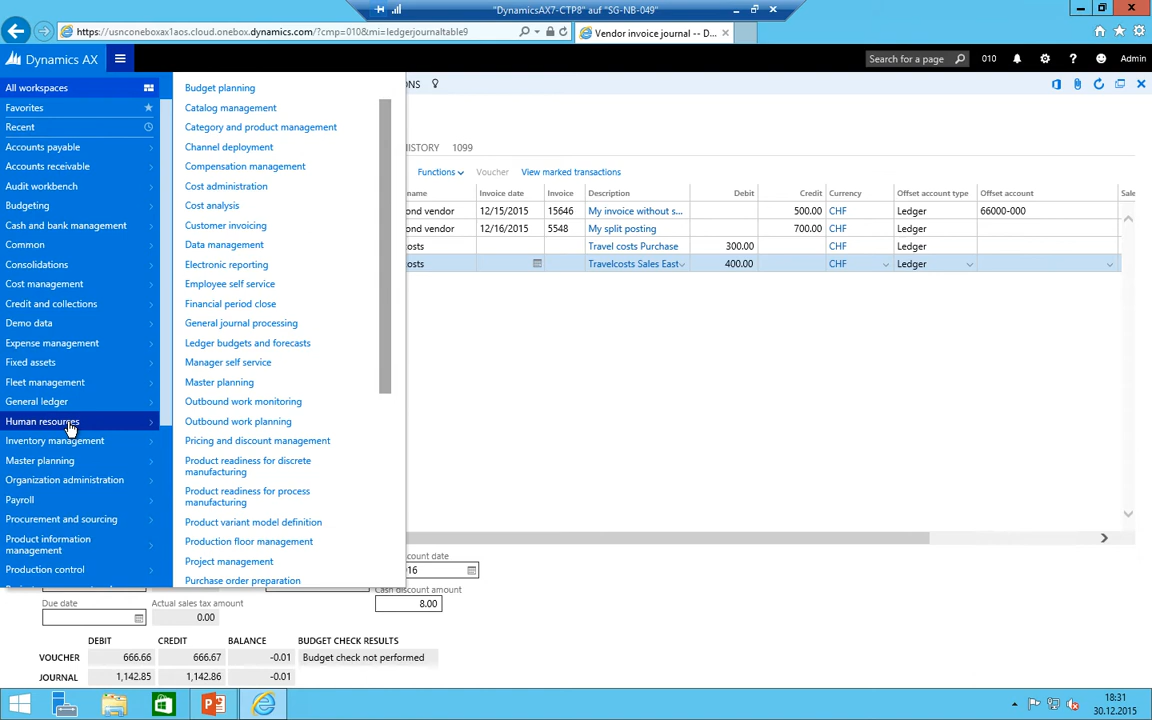 "DynamicsAX7-CTP8" auf "SG-NB-049"
https://usnconeboxax1aos.cloud.onebox.dynamics.com/?cmp=010&mi=ledgerjournaltable9
Vendor invoice journal -- D...
Dynamics AX
Search for a page
010
Admin
All workspaces
Favorites
Recent
Accounts payable
Accounts receivable
Audit workbench
Budgeting
Cash and bank management
Common
Consolidations
Cost management
Credit and collections
Demo data
Expense management
Fixed assets
Fleet management
General ledger
Human resources
Inventory management
Master planning
Organization administration
Payroll
Procurement and sourcing
Product information
management
Production control
Budget planning
Catalog management
Category and product management
Channel deployment
Compensation management
Cost administration
Cost analysis
Customer invoicing
Data management
Electronic reporting
Employee self service
Financial period close
General journal processing
Ledger budgets and forecasts
Manager self service
Master planning
Outbound work monitoring
Outbound work planning
Pricing and discount management
Product readiness for discrete
manufacturing
Product readiness for process
manufacturing
Product variant model definition
Production floor management
Project management
Purchase order preparation
ONS
HISTORY 1099
Functions Voucher View marked transactions
name Invoice date Invoice Description Debit Credit Currency Offset account type Offset account Sale
ond vendor 12/15/2015 15646 My invoice without s... 500.00 CHF Ledger 66000-000
ond vendor 12/16/2015 5548 My split posting 700.00 CHF Ledger
costs Travel costs Purchase 300.00 CHF Ledger
costs Travelcosts Sales East 400.00 CHF Ledger
count date
16
Cash discount amount
8.00
Due date Actual sales tax amount
0.00
DEBIT CREDIT BALANCE BUDGET CHECK RESULTS
VOUCHER 666.66 666.67 -0.01 Budget check not performed
JOURNAL 1,142.85 1,142.86 -0.01
18:31
30.12.2015